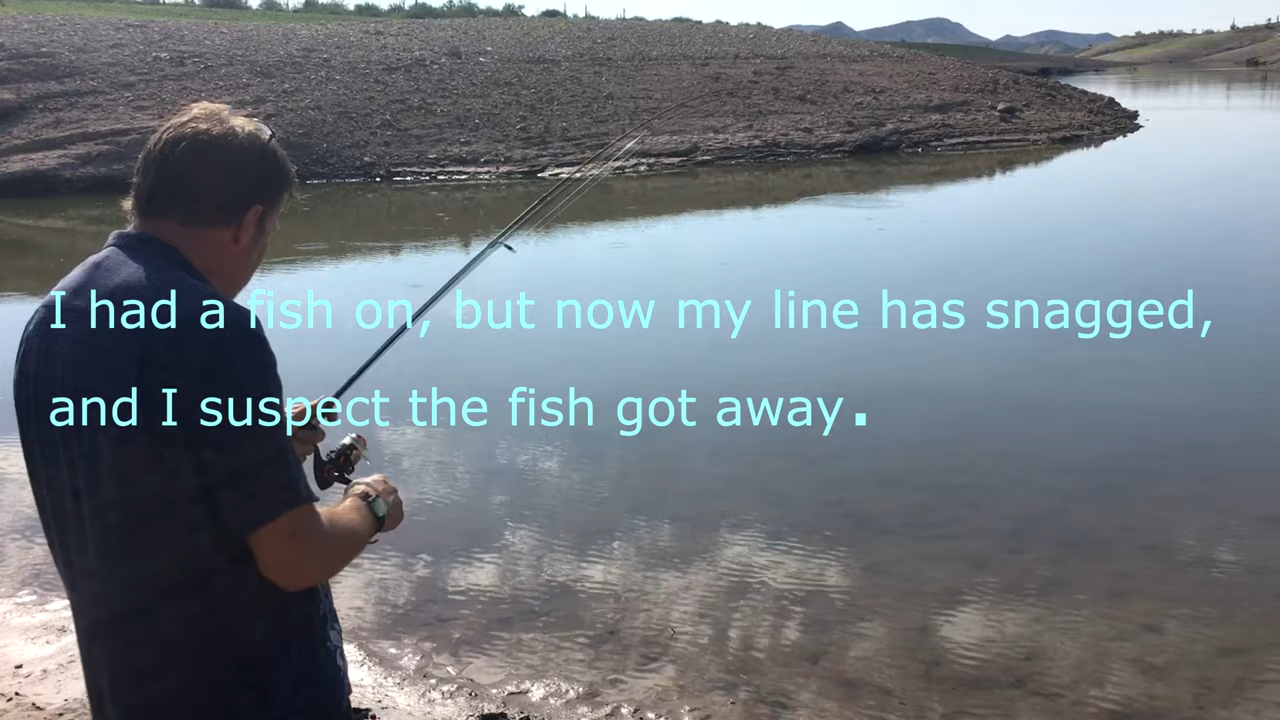 I had a fish on, but now my line has snagged,
and I suspect the fish got away.